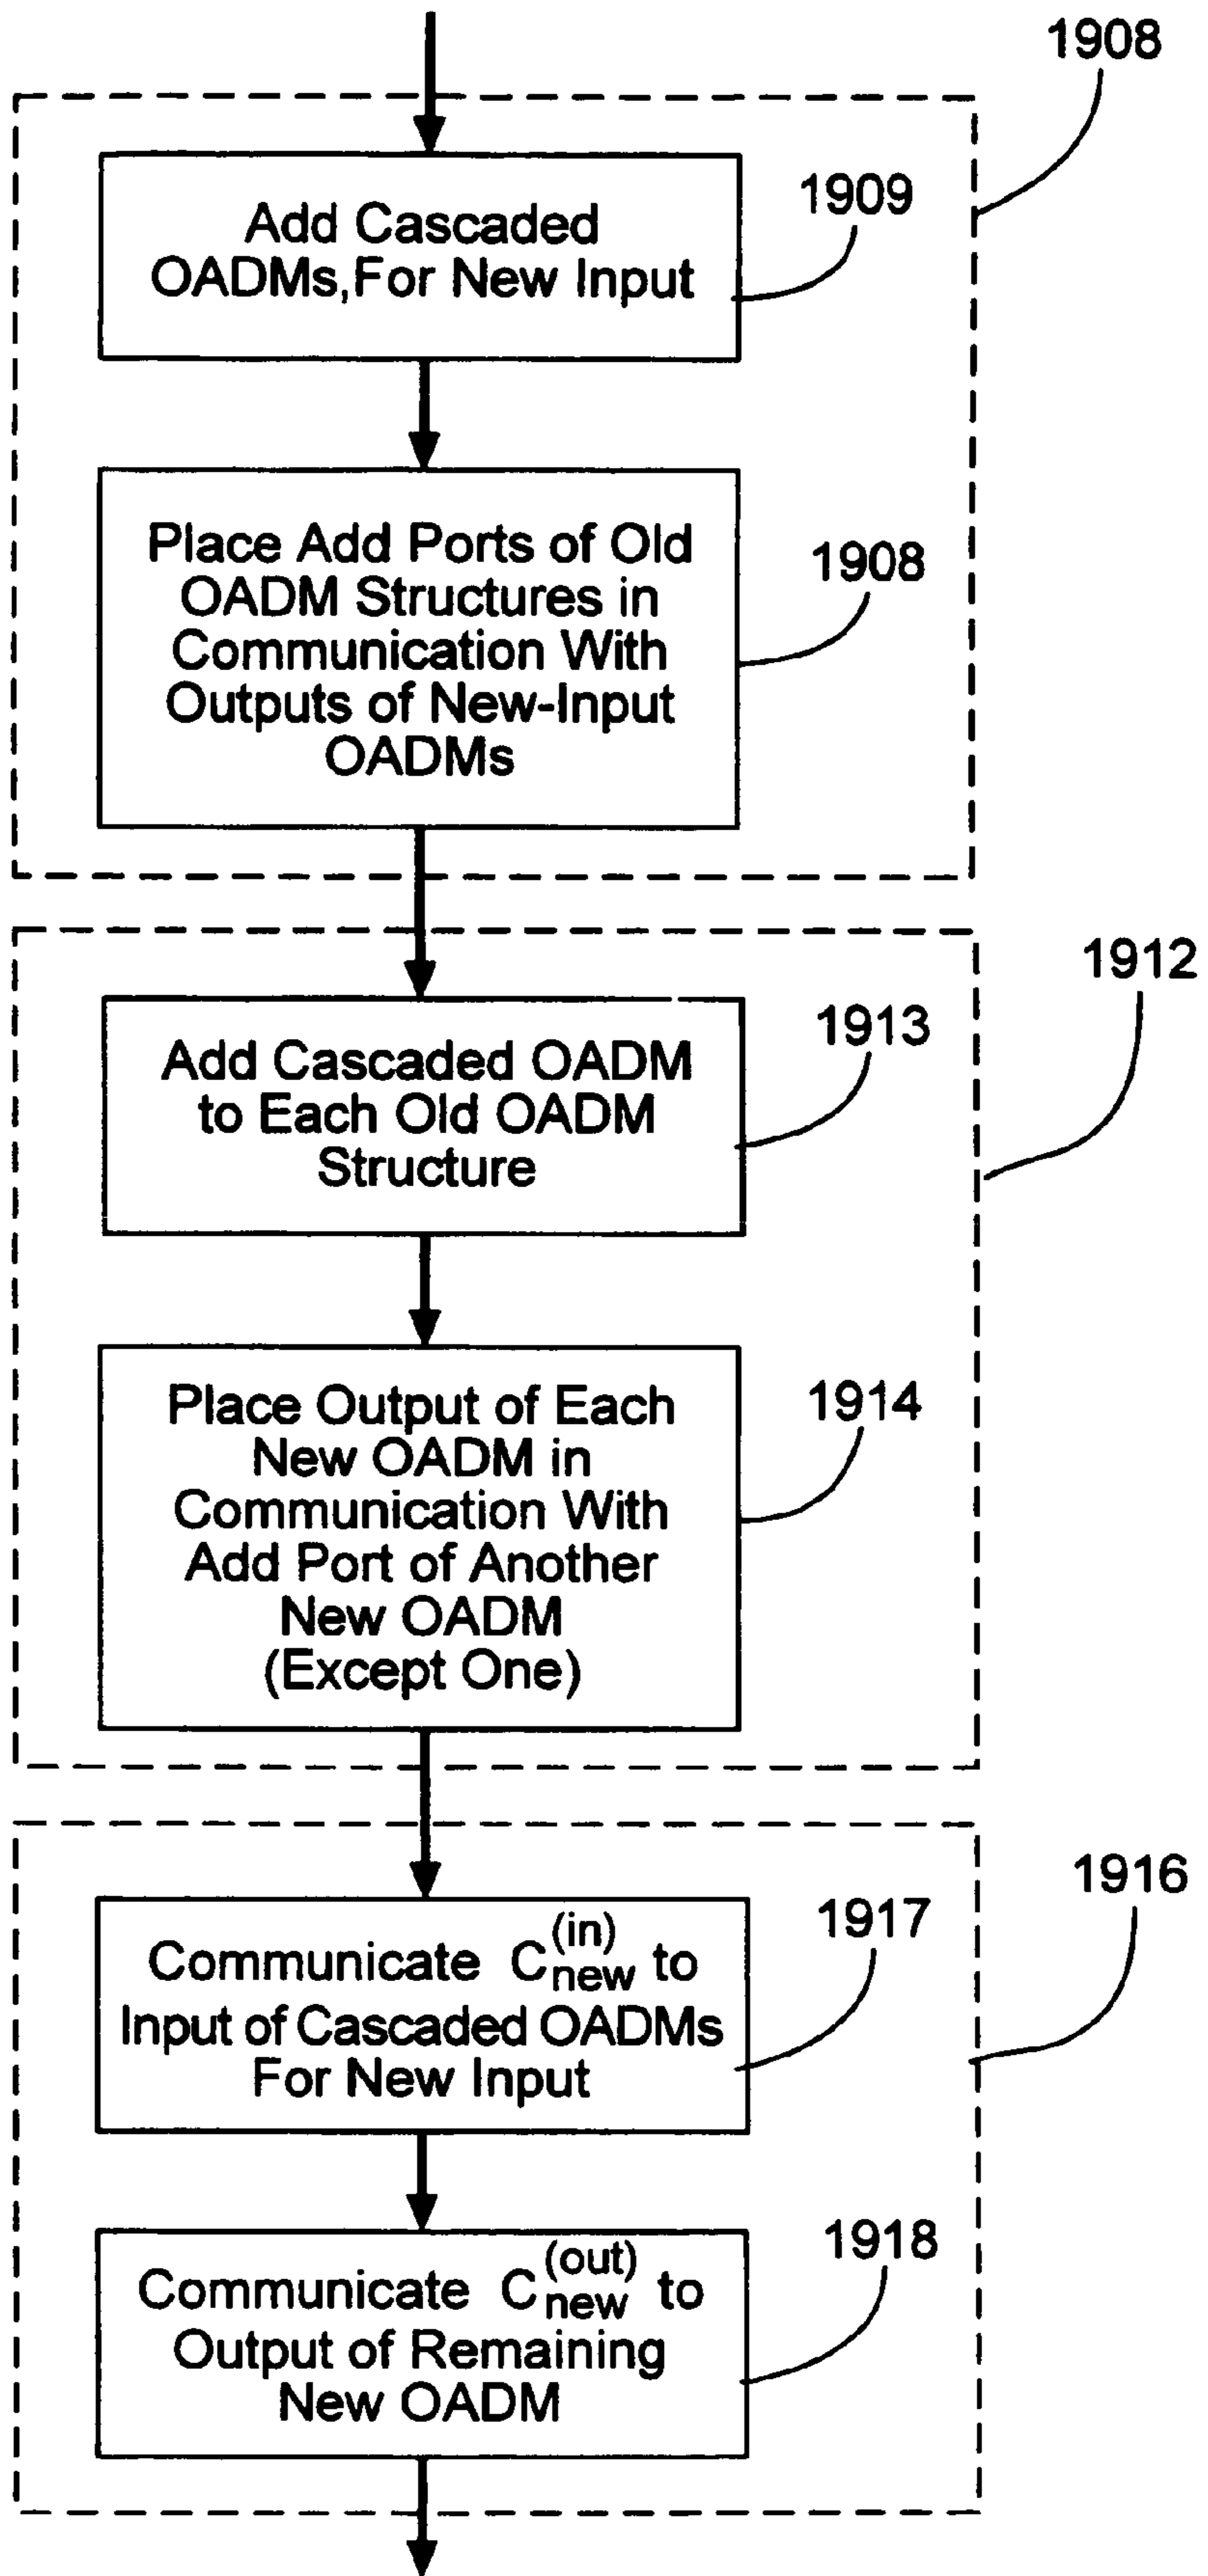 1908
1909
Add Cascaded
OADMs,For New Input
1908
Place Add Ports of Old
OADM Structures in
Communication With
Outputs of New-Input
OADMs
1912
1913
Add Cascaded OADM
to Each Old OADM
Structure
1914
Place Output of Each
New OADM in
Communication With
Add Port of Another
New OADM
(Except One)
1916
1917
Communicate C(in)new to
Input of Cascaded OADMs
For New Input
1918
Communicate C(out)new to
Output of Remaining
New OADM